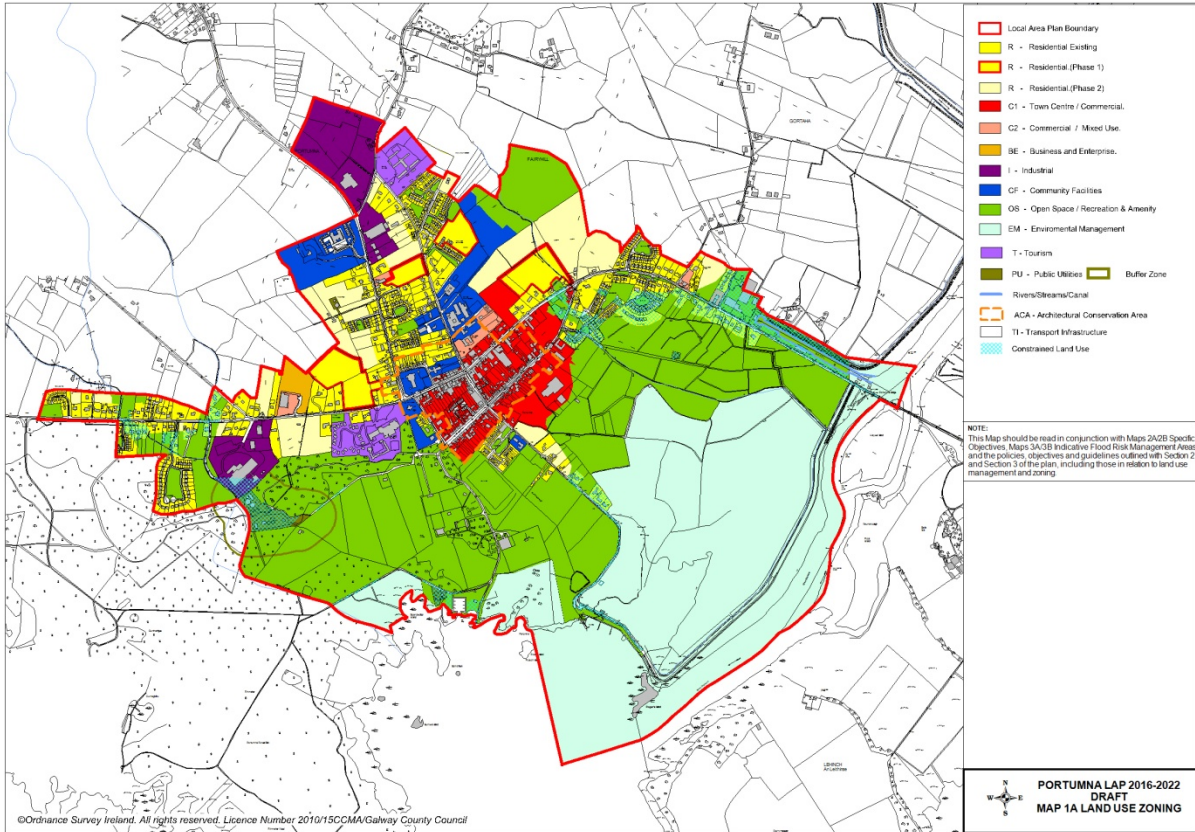 Local Area Plan Boundary
R - Residential Existing
R - Residential.(Phase 1)
R - Residential.(Phase 2)
C1 - Town Centre / Commercial.
C2 - Commercial / Mixed Use.
BE - Business and Enterprise.
I - Industrial
CF - Community Facilities
OS - Open Space / Recreation & Amenity
EM - Enviromental Management
T - Tourism
PU - Public Utilities
Buffer Zone
Rivers/Streams/Canal
ACA - Architectural Conservation Area
TI - Transport Infrastructure
Constrained Land Use
GORTAHA
NOTE:
This Map should be read in conjunction with Maps 2A/2B Specific
Objectives, Maps 3A/3B Indicative Flood Risk Management Areas
and the policies, objectives and guidelines outlined with Section 2
and Section 3 of the plan, including those in relation to land use
management and zoning.
LEHINCH
N
W E
S
PORTUMNA LAP 2016-2022
DRAFT
MAP 1A LAND USE ZONING
©Ordnance Survey Ireland. All rights reserved. Licence Number 2010/15CCMA/Galway County Council